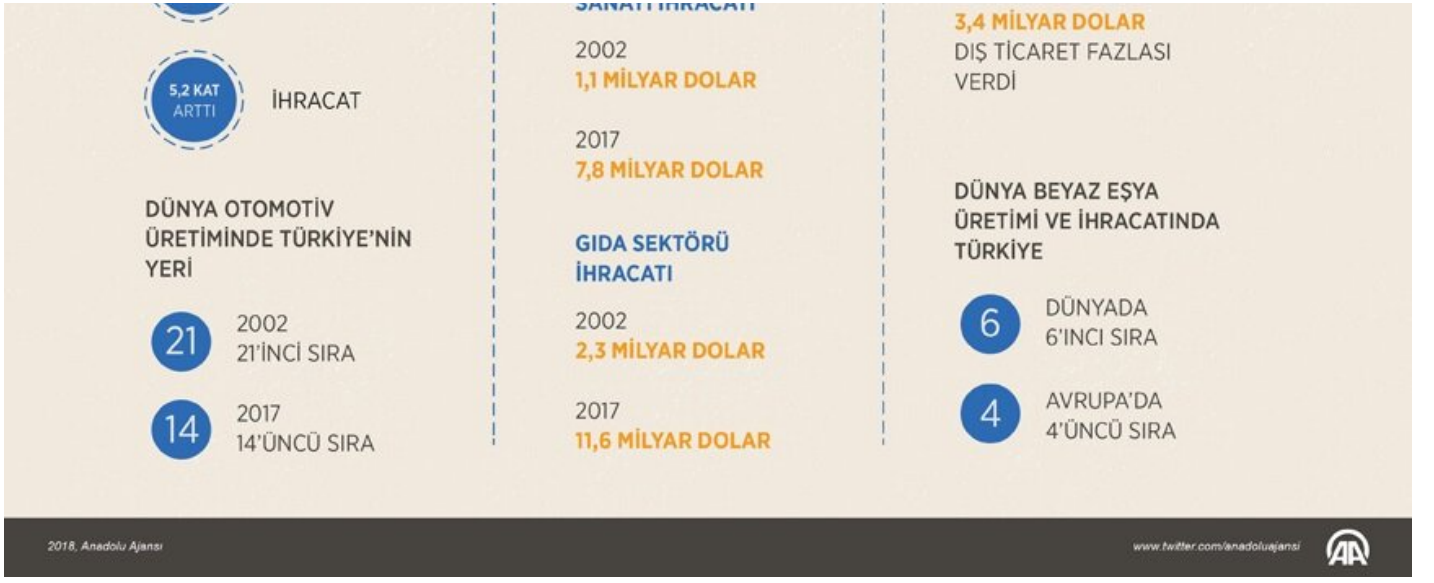 5,2 KAT
ARTTI
İHRACAT
DÜNYA OTOMOTİV
ÜRETİMİNDE TÜRKİYE'NİN
YERİ
21
2002
21'İNCİ SIRA
14
2017
14'ÜNCÜ SIRA
SANAYİ İHRACATI
2002
1,1 MİLYAR DOLAR
2017
7,8 MİLYAR DOLAR
GIDA SEKTÖRÜ
İHRACATI
2002
2,3 MİLYAR DOLAR
2017
11,6 MİLYAR DOLAR
3,4 MİLYAR DOLAR
DIŞ TİCARET FAZLASI
VERDİ
DÜNYA BEYAZ EŞYA
ÜRETİMİ VE İHRACATINDA
TÜRKİYE
6
DÜNYADA
6'INCI SIRA
4
AVRUPA'DA
4'ÜNCÜ SIRA
2018, Anadolu Ajansı
www.twitter.com/anadoluajansi
AA